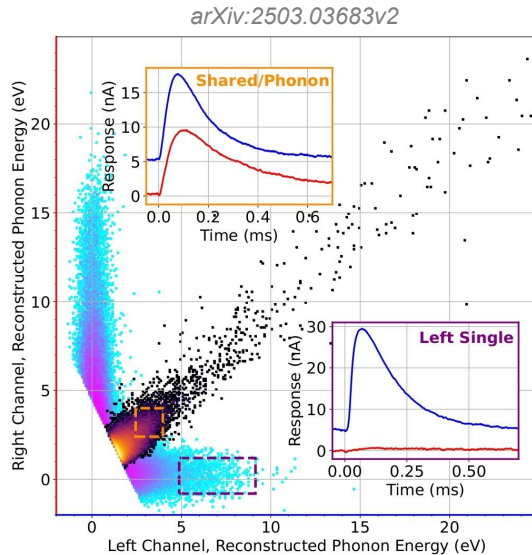 arXiv:2503.03683v2
Right Channel, Reconstructed Phonon Energy (eV)
20
15
10
5
0
Shared/Phonon
Response (nA)
15
10
5
0
0.0 0.2 0.4 0.6
Time (ms)
Left Single
Response (nA)
30
20
10
0
0.00 0.25 0.50
Time (ms)
0 5 10 15 20
Left Channel, Reconstructed Phonon Energy (eV)